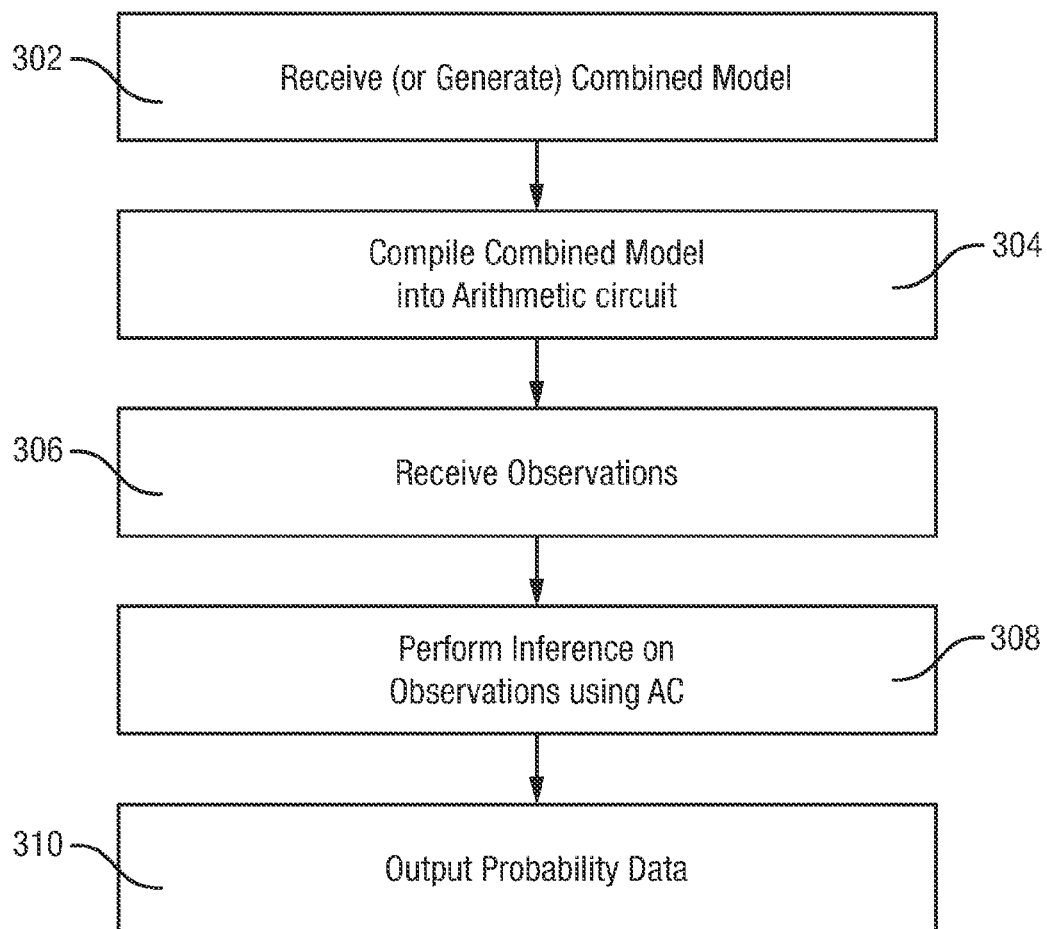 302
Receive (or Generate) Combined Model
Compile Combined Model
into Arithmetic circuit
304
306
Receive Observations
Perform Inference on
Observations using AC
308
310
Output Probability Data